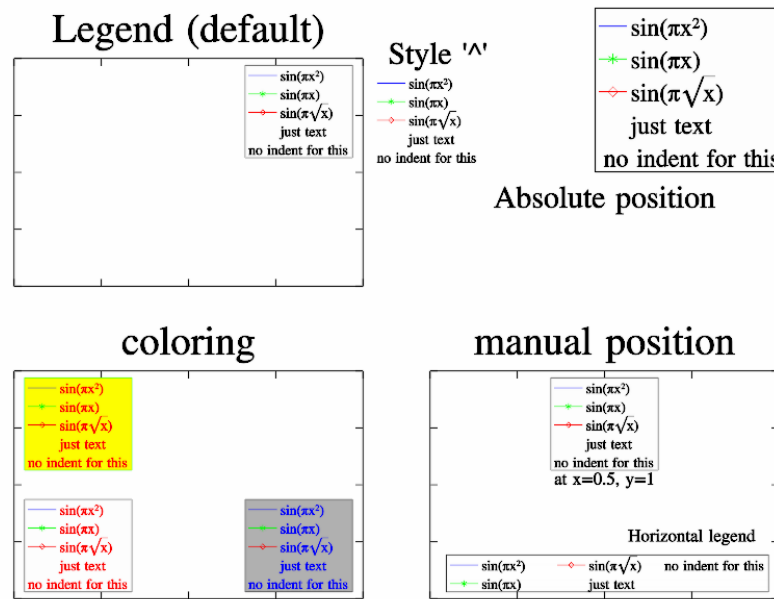 Legend (default)
sin(πx²)
sin(πx)
sin(π√x)
just text
no indent for this
Style '^'
sin(πx²)
sin(πx)
sin(π√x)
just text
no indent for this
sin(πx²)
sin(πx)
sin(π√x)
just text
no indent for this
Absolute position
coloring
sin(πx²)
sin(πx)
sin(π√x)
just text
no indent for this
sin(πx²)
sin(πx)
sin(π√x)
just text
no indent for this
sin(πx²)
sin(πx)
sin(π√x)
just text
no indent for this
manual position
sin(πx²)
sin(πx)
sin(π√x)
just text
no indent for this
at x=0.5, y=1
Horizontal legend
sin(πx²) sin(π√x) no indent for this
sin(πx) just text